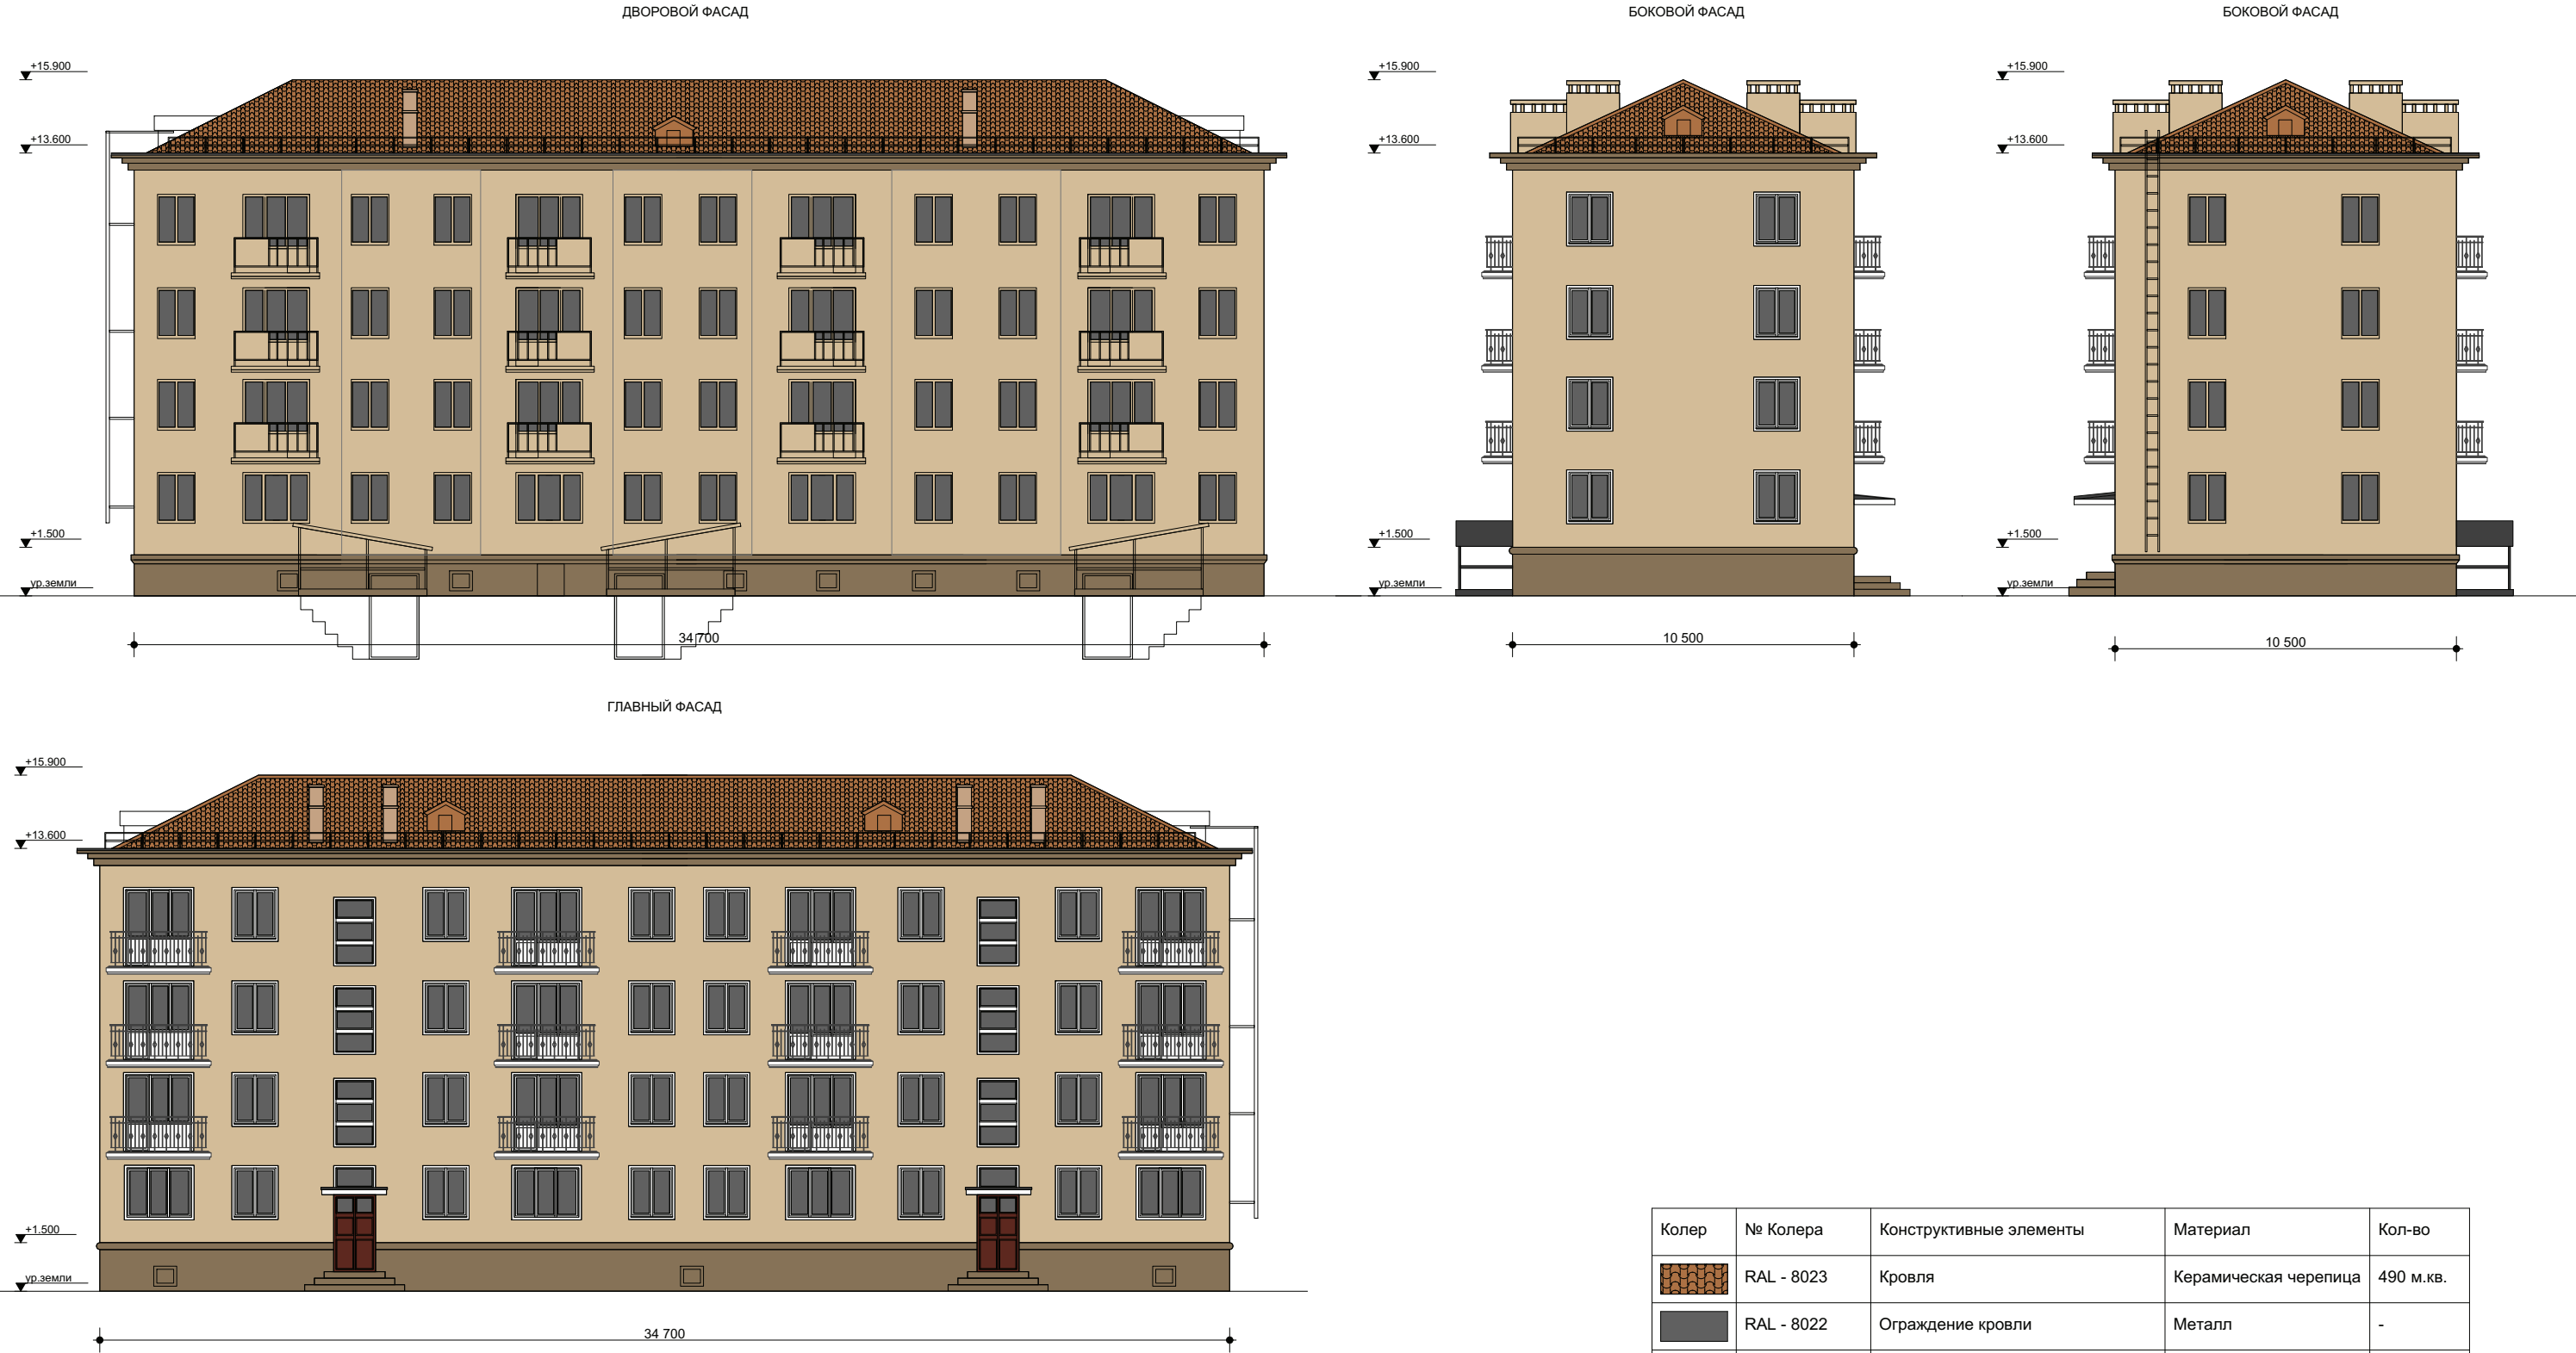 ДВОРОВОЙ ФАСАД
+15.900
+13.600
+1.500
ур.земли
34 700
БОКОВОЙ ФАСАД
+15.900
+13.600
+1.500
ур.земли
10 500
БОКОВОЙ ФАСАД
+15.900
+13.600
+1.500
ур.земли
10 500
ГЛАВНЫЙ ФАСАД
+15.900
+13.600
+1.500
ур.земли
34 700
Колер № Колера Конструктивные элементы Материал Кол-во
RAL - 8023 Кровля Керамическая черепица 490 м.кв.
RAL - 8022 Ограждение кровли Металл -